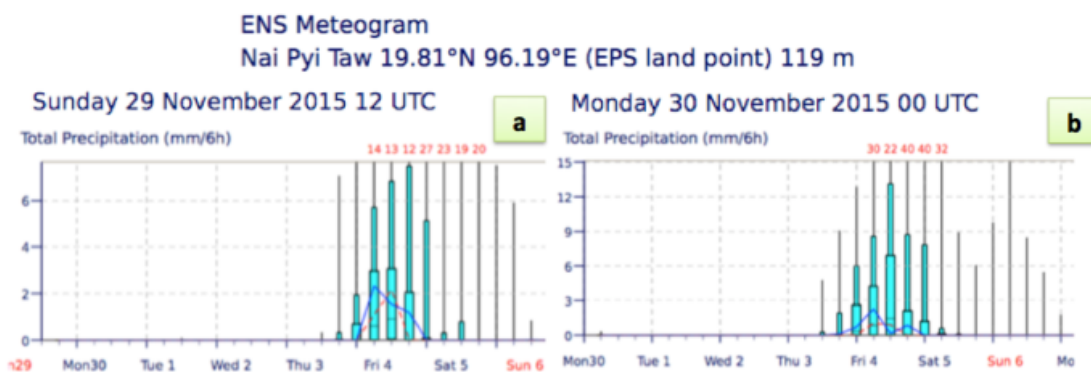 ENS Meteogram
Nai Pyi Taw 19.81°N 96.19°E (EPS land point) 119 m
Sunday 29 November 2015 12 UTC
a
Total Precipitation (mm/6h)
14 13 12 27 23 19 20
6
4
2
0
n29 Mon30 Tue 1 Wed 2 Thu 3 Fri 4 Sat 5 Sun 6
Monday 30 November 2015 00 UTC
b
Total Precipitation (mm/6h)
30 22 40 40 32
15
12
9
6
3
0
Mon30 Tue 1 Wed 2 Thu 3 Fri 4 Sat 5 Sun 6 Mo